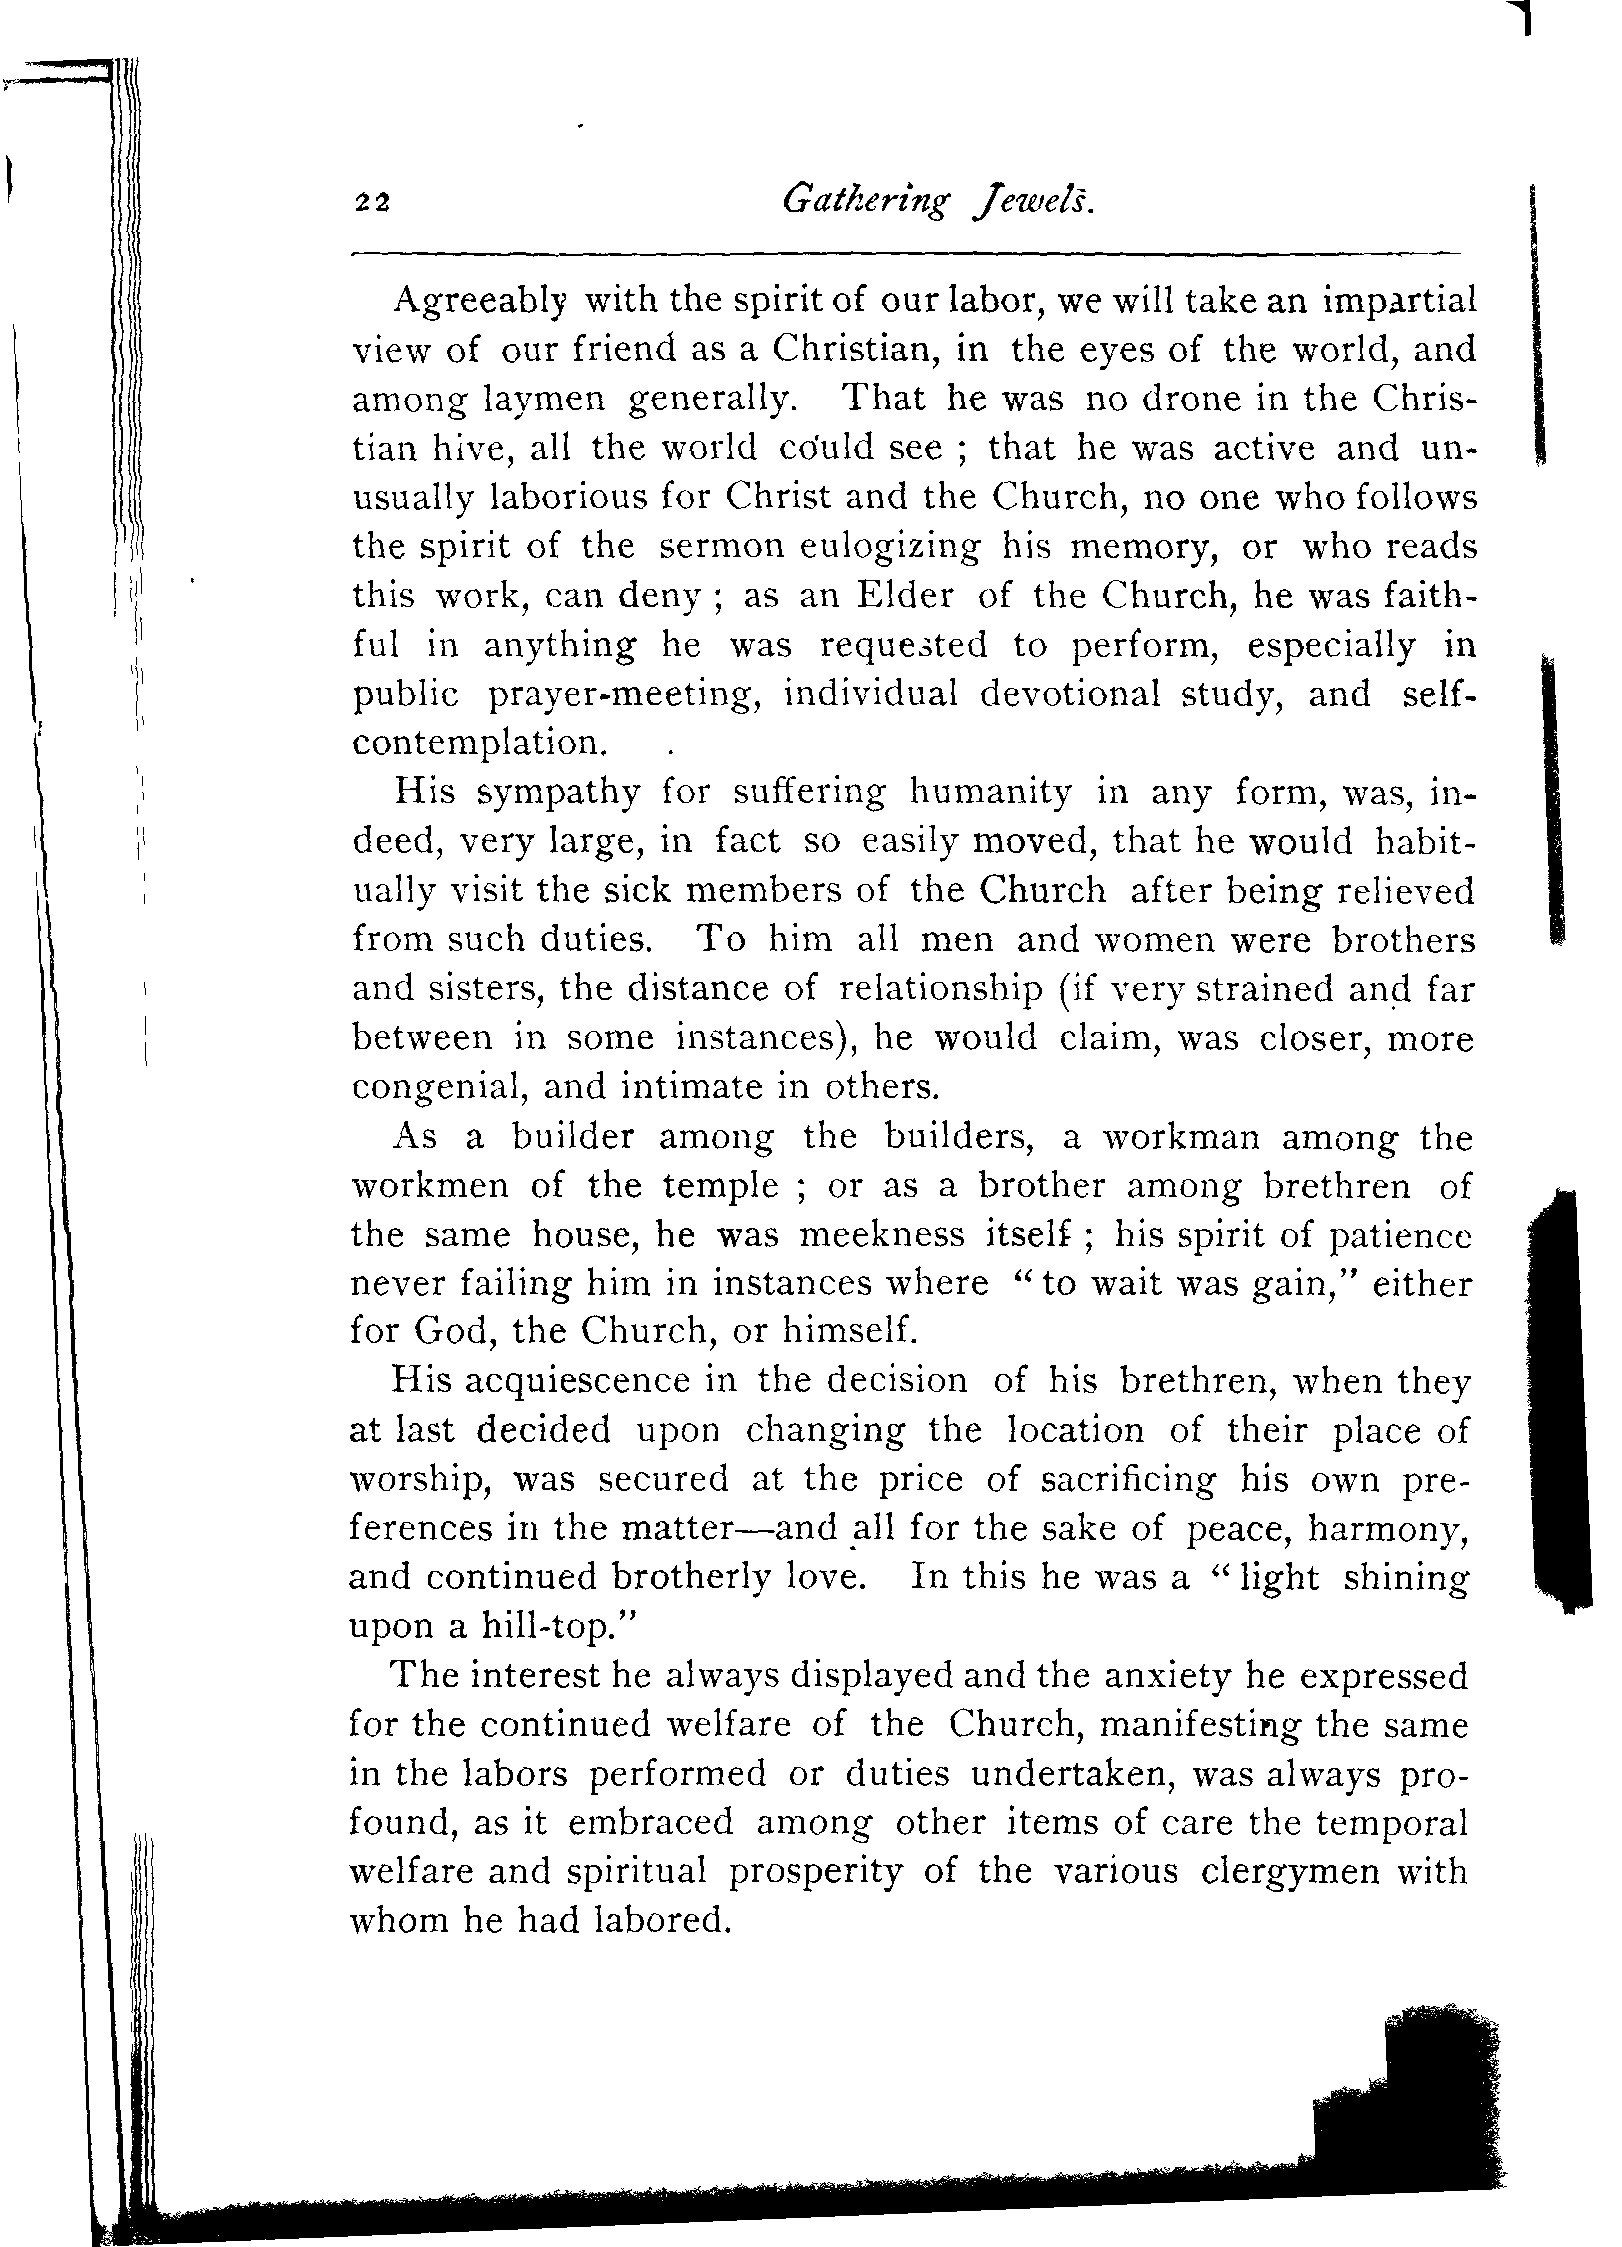 22 Gathering Jewels.
Agreeably with the spirit of our labor, we will take an impartial
view of our friend as a Christian, in the eyes of the world, and
among laymen generally. That he was no drone in the Chris-
tian hive, all the world could see ; that he was active and un-
usually laborious for Christ and the Church, no one who follows
the spirit of the sermon eulogizing his memory, or who reads
this work, can deny ; as an Elder of the Church, he was faith-
ful in anything he was requested to perform, especially in
public prayer-meeting, individual devotional study, and self-
contemplation.
His sympathy for suffering humanity in any form, was, in-
deed, very large, in fact so easily moved, that he would habit-
ually visit the sick members of the Church after being relieved
from such duties. To him all men and women were brothers
and sisters, the distance of relationship (if very strained and far
between in some instances), he would claim, was closer, more
congenial, and intimate in others.
As a builder among the builders, a workman among the
workmen of the temple ; or as a brother among brethren of
the same house, he was meekness itself ; his spirit of patience
never failing him in instances where “ to wait was gain,” either
for God, the Church, or himself.
His acquiescence in the decision of his brethren, when they
at last decided upon changing the location of their place of
worship, was secured at the price of sacrificing his own pre-
ferences in the matter—and all for the sake of peace, harmony,
and continued brotherly love. In this he was a “ light shining
upon a hill-top.”
The interest he always displayed and the anxiety he expressed
for the continued welfare of the Church, manifesting the same
in the labors performed or duties undertaken, was always pro-
found, as it embraced among other items of care the temporal
welfare and spiritual prosperity of the various clergymen with
whom he had labored.